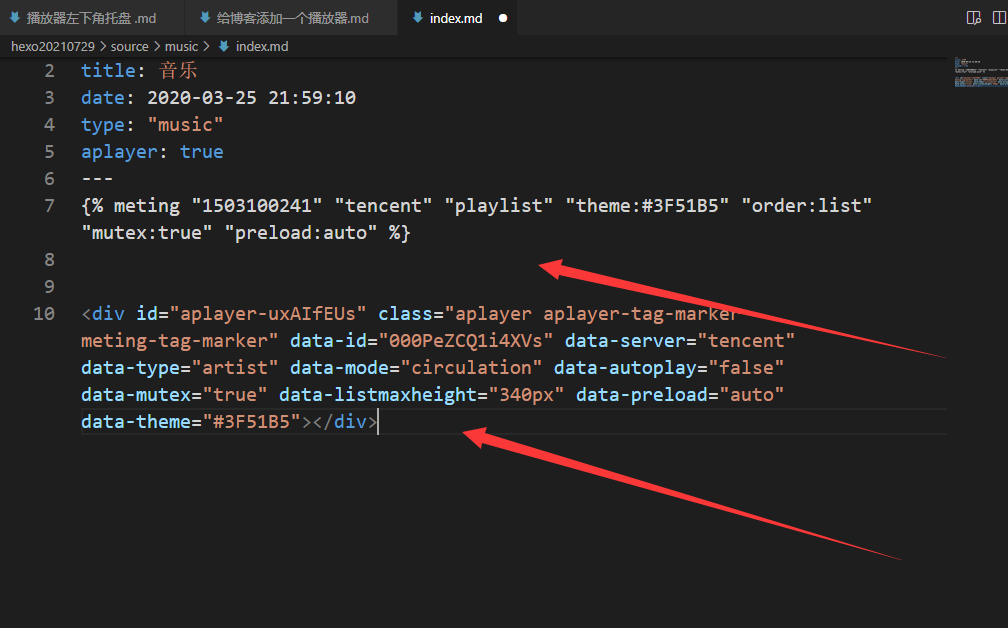 播放器左下角托盘 .md 给博客添加一个播放器.md index.md
hexo20210729 > source > music > index.md
2 title: 音乐
3 date: 2020-03-25 21:59:10
4 type: "music"
5 aplayer: true
6 ---
7 {% meting "1503100241" "tencent" "playlist" "theme:#3F51B5" "order:list"
"mutex:true" "preload:auto" %}
8
9
10 <div id="aplayer-uxAIfEUs" class="aplayer aplayer-tag-marker
meting-tag-marker" data-id="000PeZCQ1i4XVs" data-server="tencent"
data-type="artist" data-mode="circulation" data-autoplay="false"
data-mutex="true" data-listmaxheight="340px" data-preload="auto"
data-theme="#3F51B5"></div>